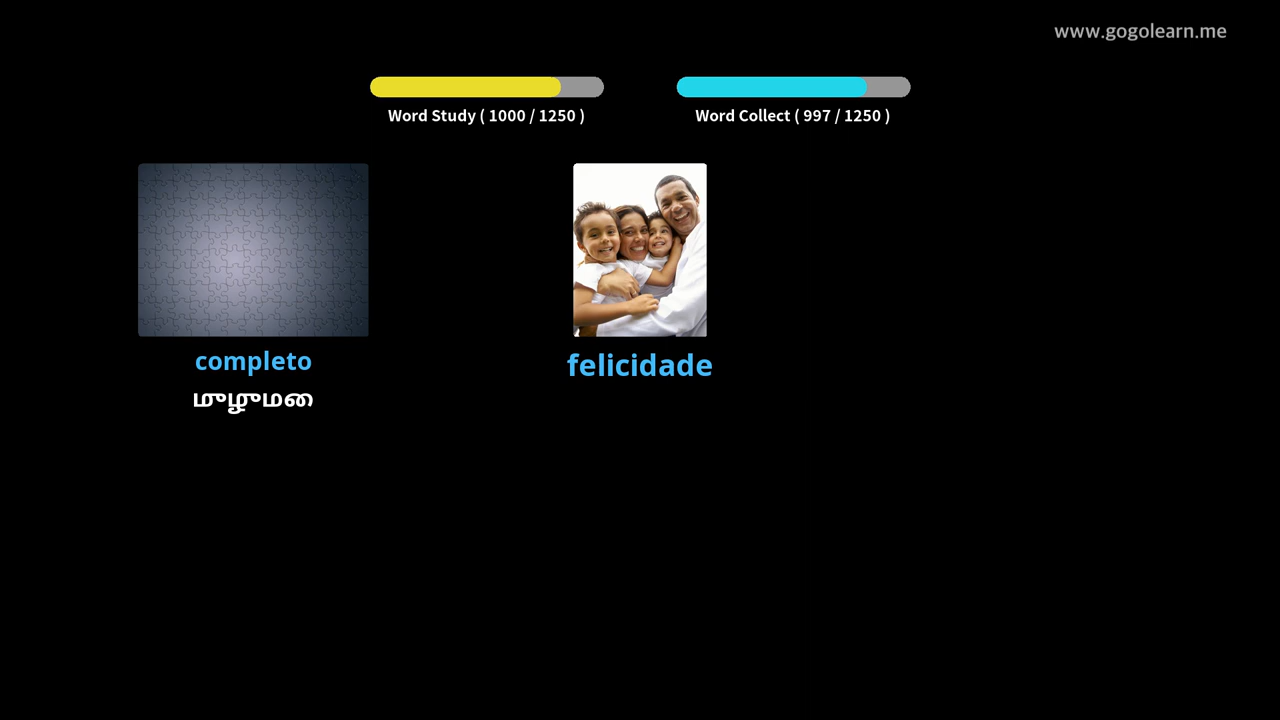 www.gogolearn.me
Word Study ( 1000 / 1250 )
Word Collect ( 997 / 1250 )
completo
முழுமை
felicidade